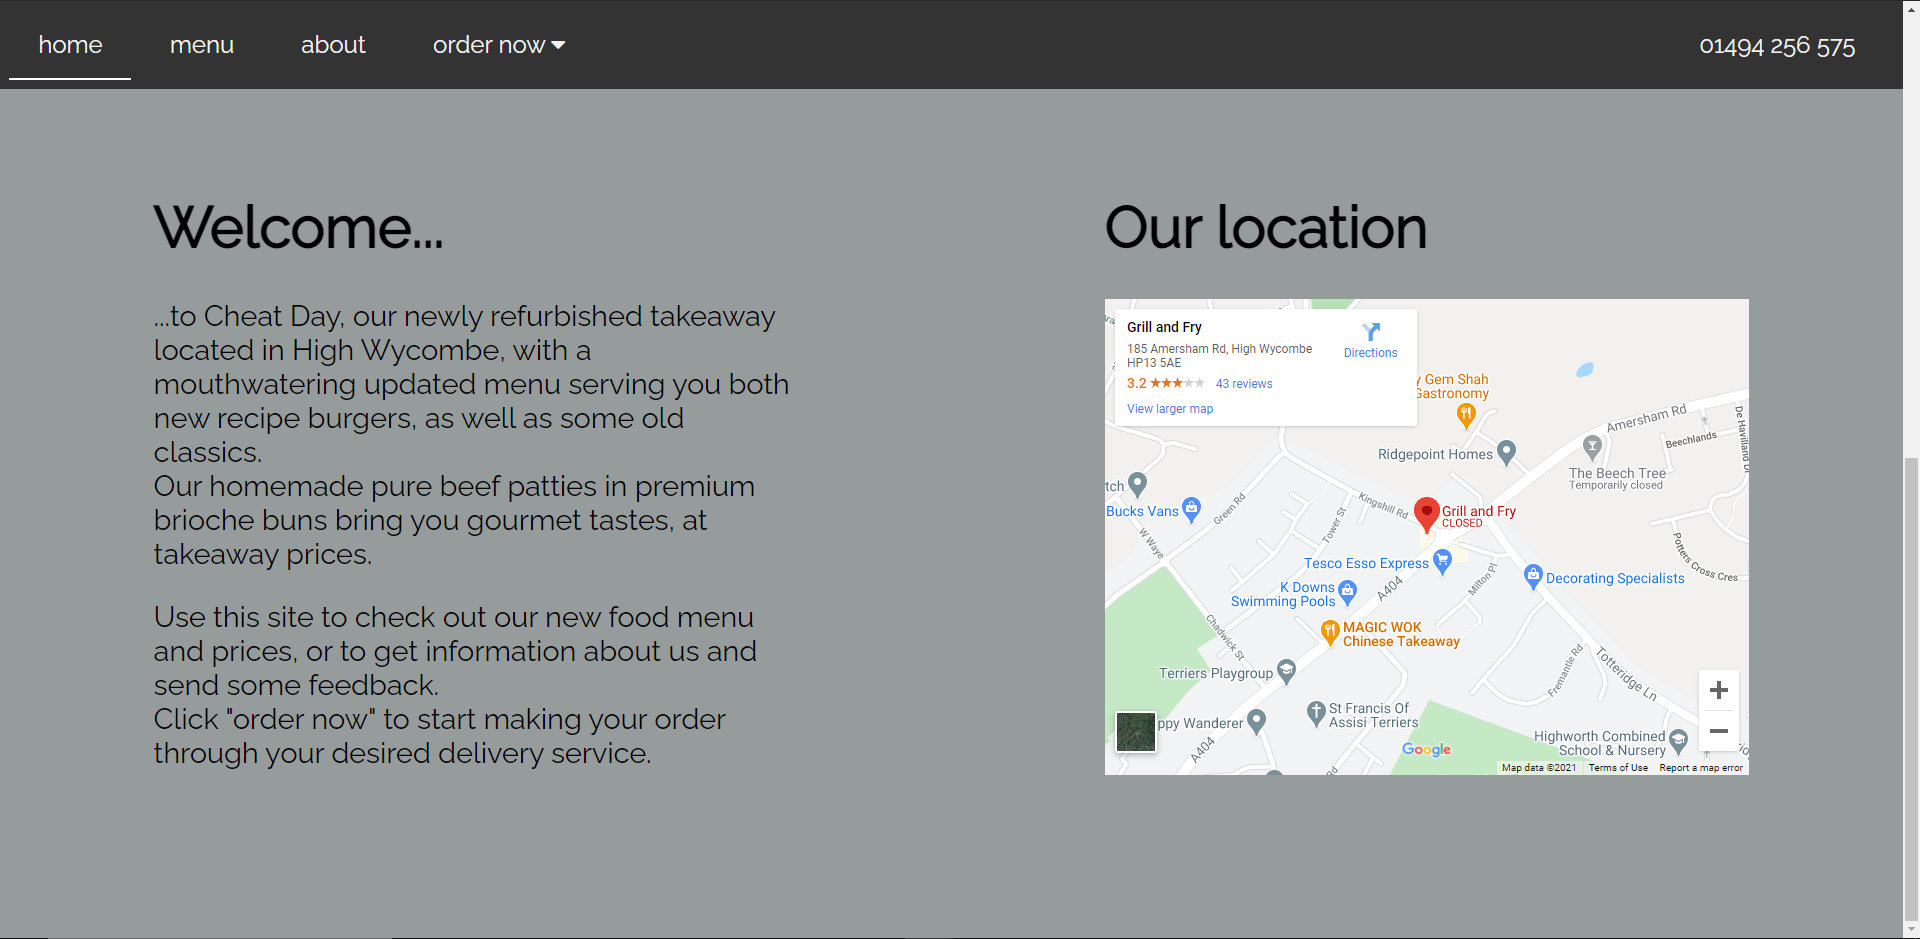 home
menu
about
order now
01494 256 575
Welcome...
...to Cheat Day, our newly refurbished takeaway
located in High Wycombe, with a
mouthwatering updated menu serving you both
new recipe burgers, as well as some old
classics.
Our homemade pure beef patties in premium
brioche buns bring you gourmet tastes, at
takeaway prices.
Use this site to check out our new food menu
and prices, or to get information about us and
send some feedback.
Click "order now" to start making your order
through your desired delivery service.
Our location
Grill and Fry
185 Amersham Rd, High Wycombe
HP13 5AE
3.2
43 reviews
View larger map
Directions
y Gem Shah
Gastronomy
Amersham Rd
De Havilland Dr
Beechlands
Ridgepoint Homes
The Beech Tree
Temporarily closed
tch
Bucks Vans
Green Rd
Kingshill Rd
Tower St
Grill and Fry
CLOSED
W Waye
Potters Cross Cres
Tesco Esso Express
A404
Milton Pl
Decorating Specialists
K Downs
Swimming Pools
Chadwick St
MAGIC WOK
Chinese Takeaway
Fremantle Rd
Totteridge Ln
Terriers Playgroup
St Francis Of
Assisi Terriers
ppy Wanderer
A404
Rd
Highworth Combined
School & Nursery
Google
Map data ©2021
Terms of Use
Report a map error